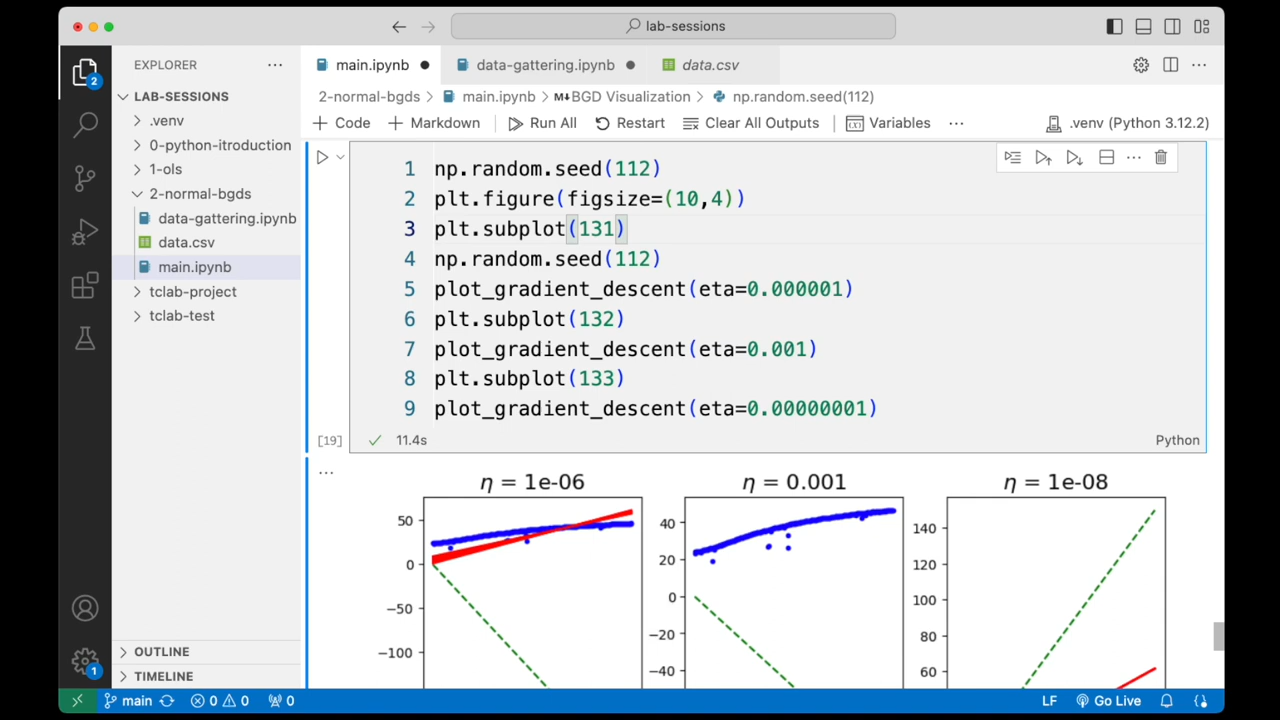 lab-sessions
EXPLORER
main.ipynb
data-gattering.ipynb
data.csv
LAB-SESSIONS
2-normal-bgds > main.ipynb > M↓BGD Visualization > np.random.seed(112)
.venv
+ Code + Markdown Run All Restart Clear All Outputs Variables ··· .venv (Python 3.12.2)
0-python-itroduction
1-ols
2-normal-bgds
data-gattering.ipynb
data.csv
main.ipynb
tclab-project
tclab-test
1 np.random.seed(112)
2 plt.figure(figsize=(10,4))
3 plt.subplot(131)
4 np.random.seed(112)
5 plot_gradient_descent(eta=0.000001)
6 plt.subplot(132)
7 plot_gradient_descent(eta=0.001)
8 plt.subplot(133)
9 plot_gradient_descent(eta=0.00000001)
[19] ✓ 11.4s Python
η = 1e-06
50
0
−50
−100
η = 0.001
40
20
0
−20
−40
η = 1e-08
140
120
100
80
60
2
1
OUTLINE
TIMELINE
main 0 0 0 LF Go Live